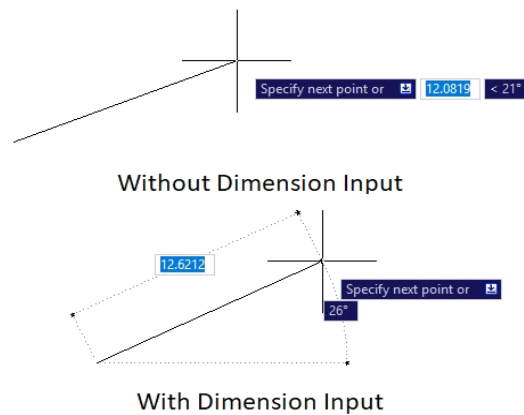 Specify next point or 12.0819 < 21°
Without Dimension Input
12.6212
Specify next point or
26°
With Dimension Input